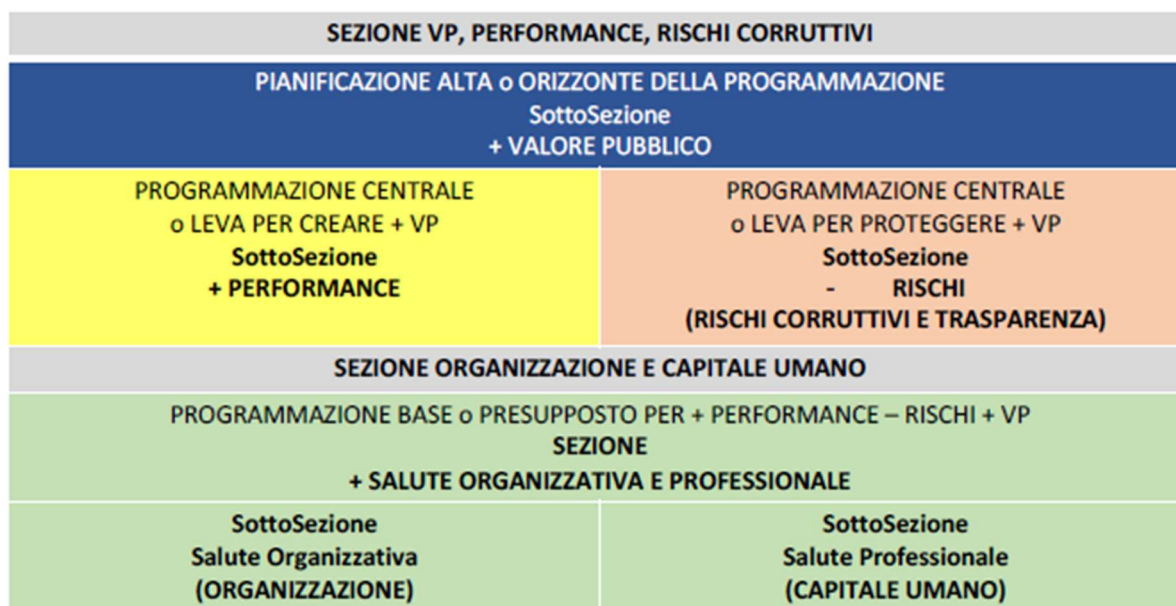 SEZIONE VP, PERFORMANCE, RISCHI CORRUTTIVI
PIANIFICAZIONE ALTA o ORIZZONTE DELLA PROGRAMMAZIONE
SottoSezione
+ VALORE PUBBLICO
PROGRAMMAZIONE CENTRALE
o LEVA PER CREARE + VP
SottoSezione
+ PERFORMANCE
PROGRAMMAZIONE CENTRALE
o LEVA PER PROTEGGERE + VP
SottoSezione
- RISCHI
(RISCHI CORRUTTIVI E TRASPARENZA)
SEZIONE ORGANIZZAZIONE E CAPITALE UMANO
PROGRAMMAZIONE BASE o PRESUPPOSTO PER + PERFORMANCE – RISCHI + VP
SEZIONE
+ SALUTE ORGANIZZATIVA E PROFESSIONALE
SottoSezione
Salute Organizzativa
(ORGANIZZAZIONE)
SottoSezione
Salute Professionale
(CAPITALE UMANO)